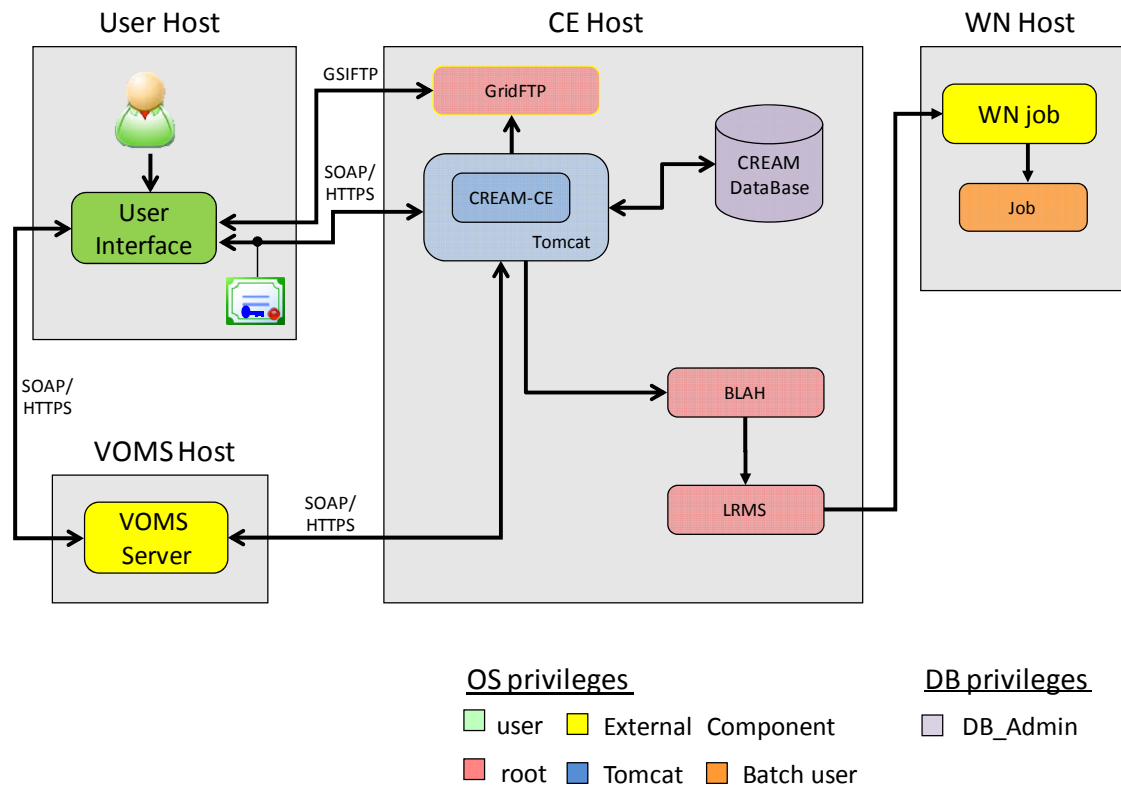 User Host
CE Host
WN Host
GSIFTP
GridFTP
WN job
SOAP/
HTTPS
CREAM-CE
Tomcat
CREAM
DataBase
Job
User
Interface
SOAP/
HTTPS
BLAH
VOMS Host
SOAP/
HTTPS
LRMS
VOMS
Server
OS privileges
DB privileges
user
External Component
DB_Admin
root
Tomcat
Batch user